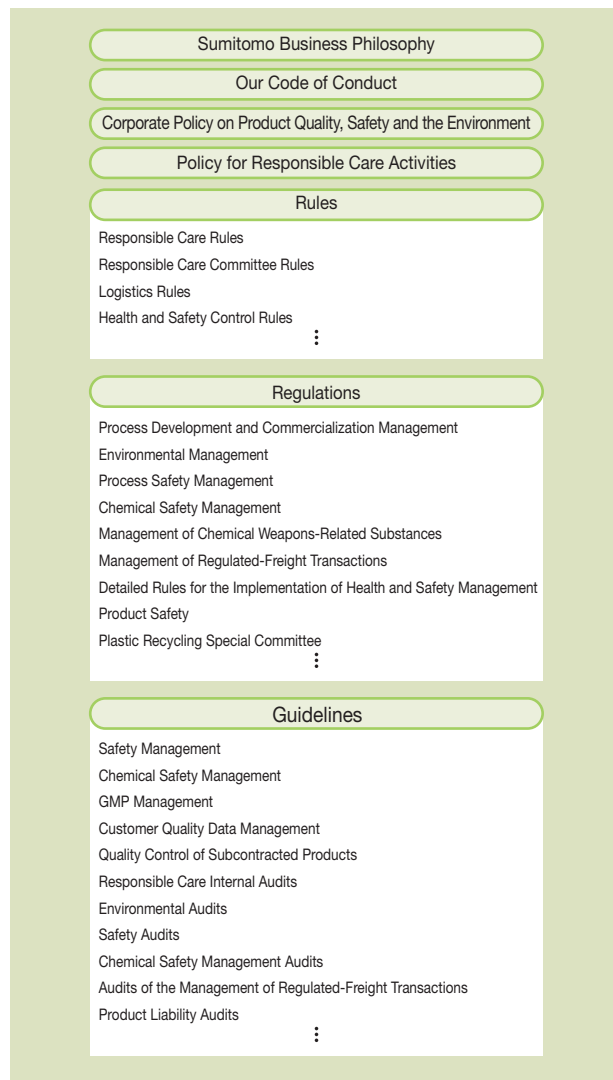 Sumitomo Business Philosophy
Our Code of Conduct
Corporate Policy on Product Quality, Safety and the Environment
Policy for Responsible Care Activities
Rules
Responsible Care Rules
Responsible Care Committee Rules
Logistics Rules
Health and Safety Control Rules
⋮
Regulations
Process Development and Commercialization Management
Environmental Management
Process Safety Management
Chemical Safety Management
Management of Chemical Weapons-Related Substances
Management of Regulated-Freight Transactions
Detailed Rules for the Implementation of Health and Safety Management
Product Safety
Plastic Recycling Special Committee
⋮
Guidelines
Safety Management
Chemical Safety Management
GMP Management
Customer Quality Data Management
Quality Control of Subcontracted Products
Responsible Care Internal Audits
Environmental Audits
Safety Audits
Chemical Safety Management Audits
Audits of the Management of Regulated-Freight Transactions
Product Liability Audits
⋮